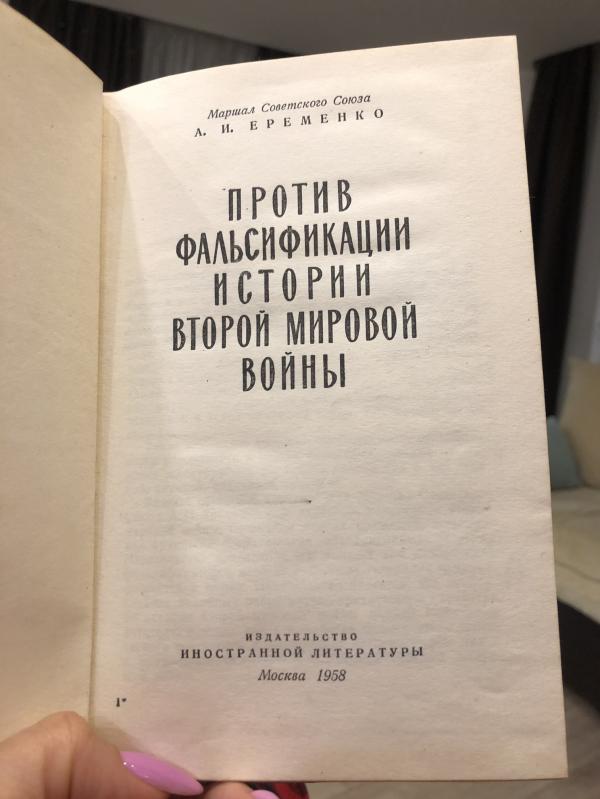 Маршал Советского Союза
А. И. ЕРЕМЕНКО
ПРОТИВ
ФАЛЬСИФИКАЦИИ
ИСТОРИИ
ВТОРОЙ МИРОВОЙ
ВОЙНЫ
ИЗДАТЕЛЬСТВО
ИНОСТРАННОЙ ЛИТЕРАТУРЫ
Москва 1958
1*